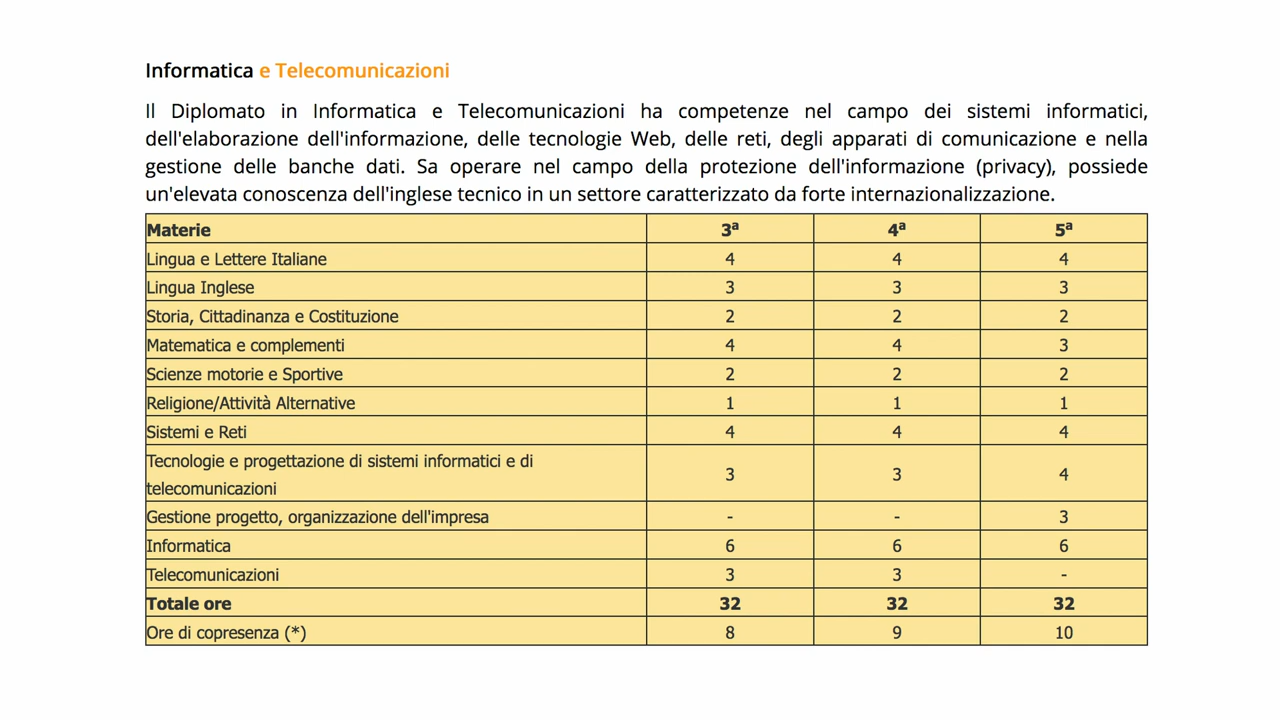 Informatica e Telecomunicazioni
Il Diplomato in Informatica e Telecomunicazioni ha competenze nel campo dei sistemi informatici,
dell'elaborazione dell'informazione, delle tecnologie Web, delle reti, degli apparati di comunicazione e nella
gestione delle banche dati. Sa operare nel campo della protezione dell'informazione (privacy), possiede
un'elevata conoscenza dell'inglese tecnico in un settore caratterizzato da forte internazionalizzazione.
Materie 3ª 4ª 5ª
Lingua e Lettere Italiane 4 4 4
Lingua Inglese 3 3 3
Storia, Cittadinanza e Costituzione 2 2 2
Matematica e complementi 4 4 3
Scienze motorie e Sportive 2 2 2
Religione/Attività Alternative 1 1 1
Sistemi e Reti 4 4 4
Tecnologie e progettazione di sistemi informatici e di
telecomunicazioni 3 3 4
Gestione progetto, organizzazione dell'impresa - - 3
Informatica 6 6 6
Telecomunicazioni 3 3 -
Totale ore 32 32 32
Ore di copresenza (*) 8 9 10